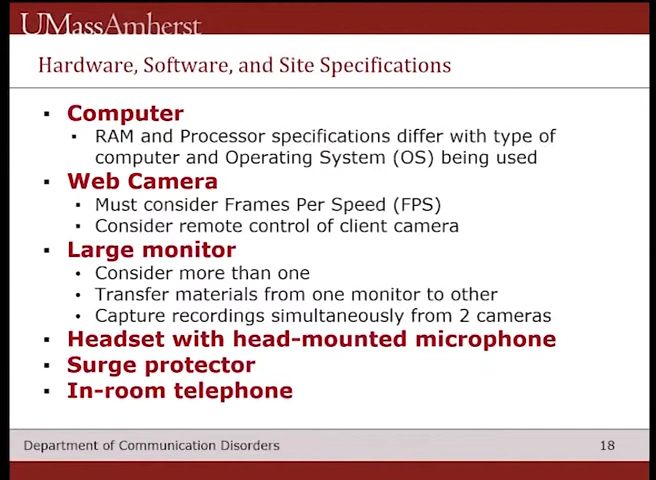 UMassAmherst
Hardware, Software, and Site Specifications
▪ Computer
▪ RAM and Processor specifications differ with type of
computer and Operating System (OS) being used
▪ Web Camera
• Must consider Frames Per Speed (FPS)
• Consider remote control of client camera
▪ Large monitor
• Consider more than one
• Transfer materials from one monitor to other
• Capture recordings simultaneously from 2 cameras
▪ Headset with head-mounted microphone
▪ Surge protector
▪ In-room telephone
Department of Communication Disorders 18